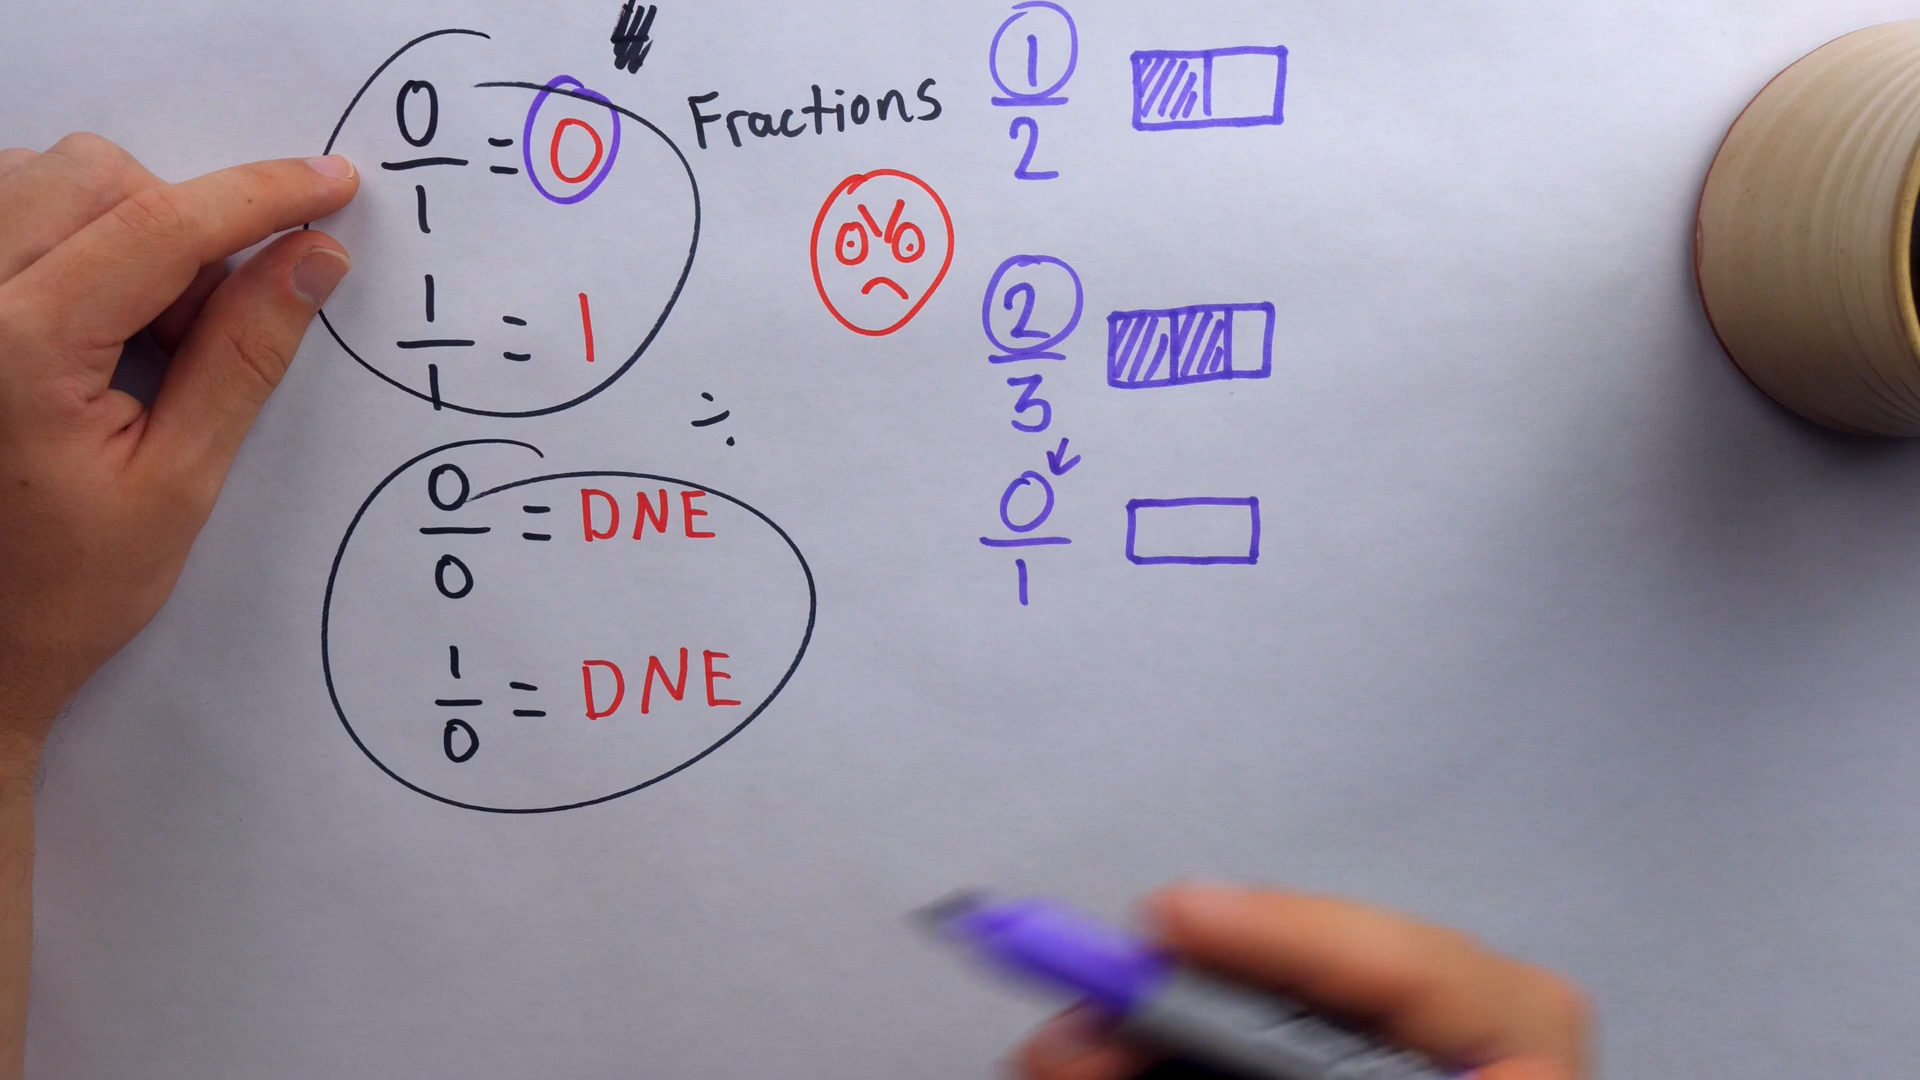 0/1 = 0
1/1 = 1
Fractions
÷
0/0 = DNE
1/0 = DNE
1/2
2/3
0/1